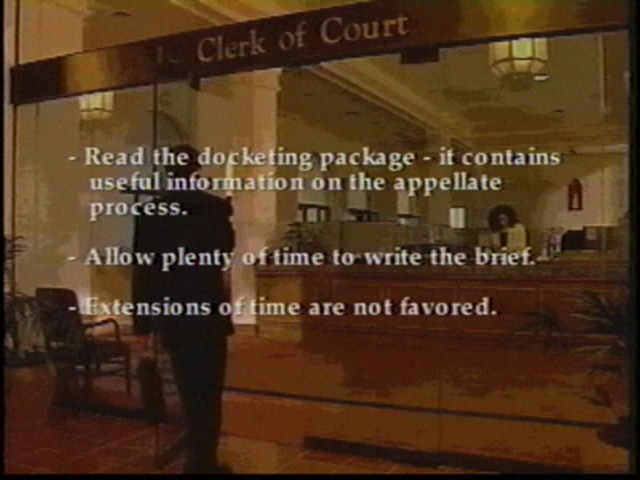 Clerk of Court
- Read the docketing package - it contains
useful information on the appellate
process.
- Allow plenty of time to write the brief.
- Extensions of time are not favored.